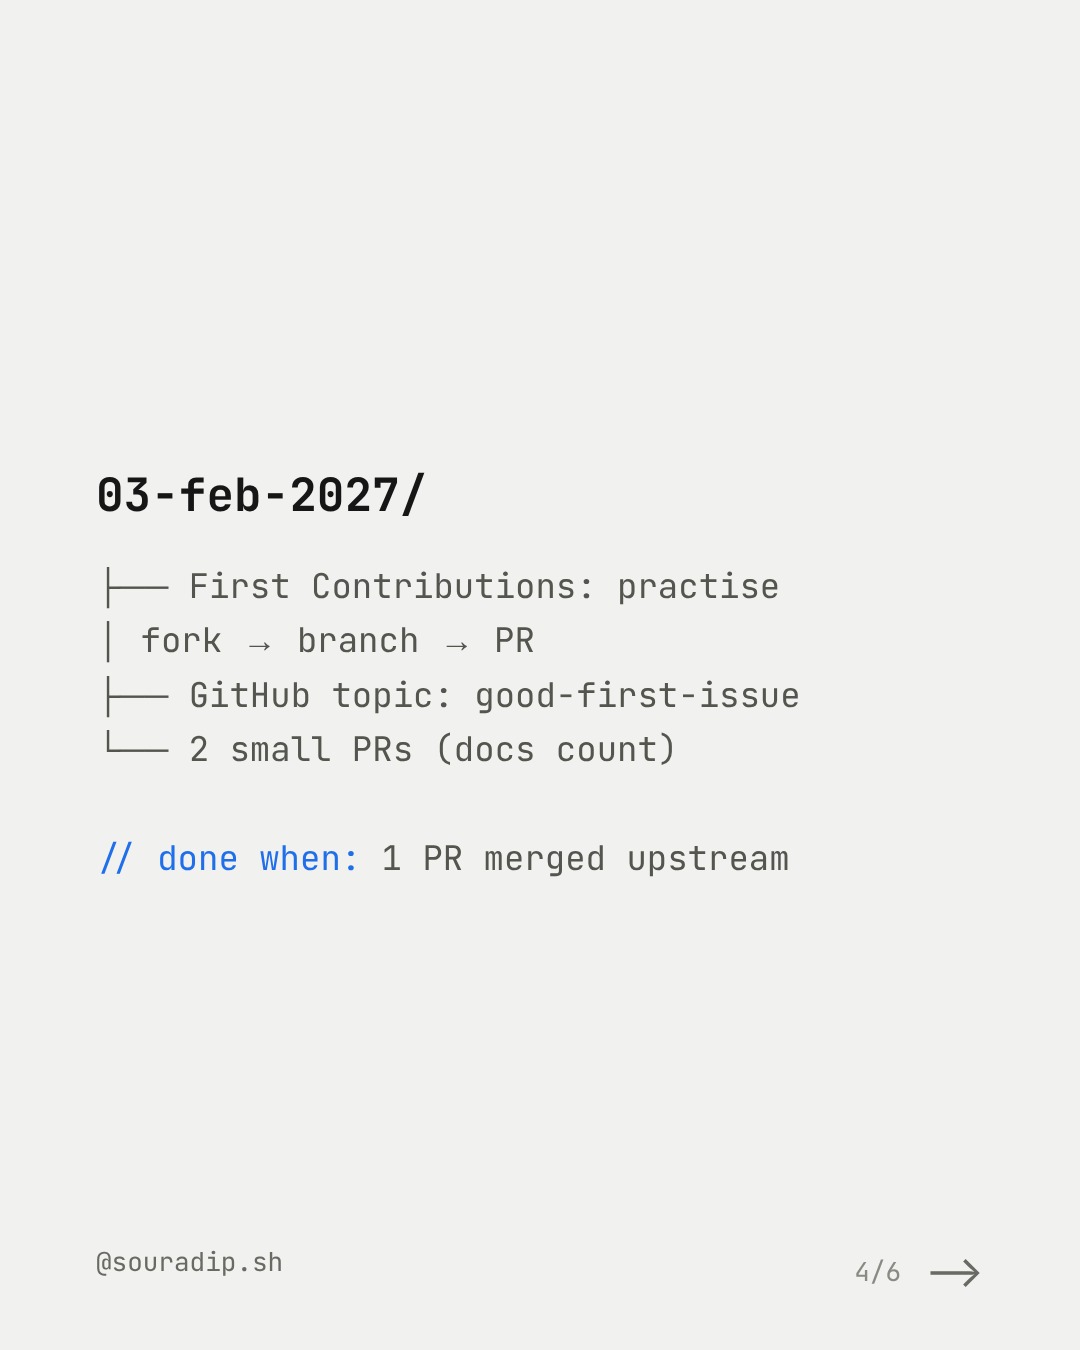 03-feb-2027/
├── First Contributions: practise
│ fork → branch → PR
├── GitHub topic: good-first-issue
└── 2 small PRs (docs count)
// done when: 1 PR merged upstream
@souradip.sh
4/6 →